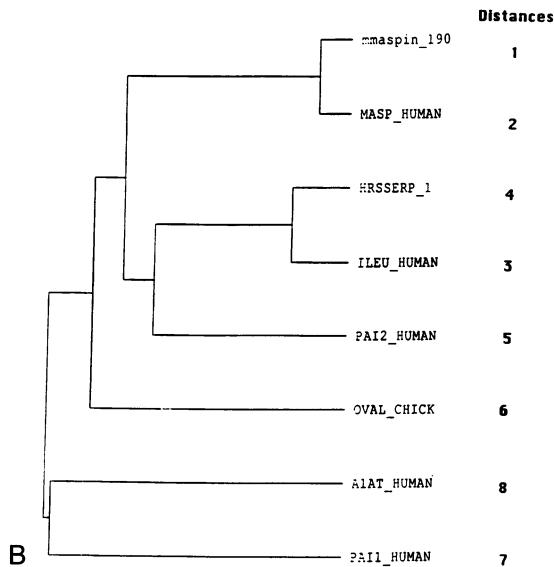 Distances
mmaspin_190 1
MASP_HUMAN 2
HRSSERP_1 4
ILEU_HUMAN 3
PAI2_HUMAN 5
OVAL_CHICK 6
A1AT_HUMAN 8
PAI1_HUMAN 7
B